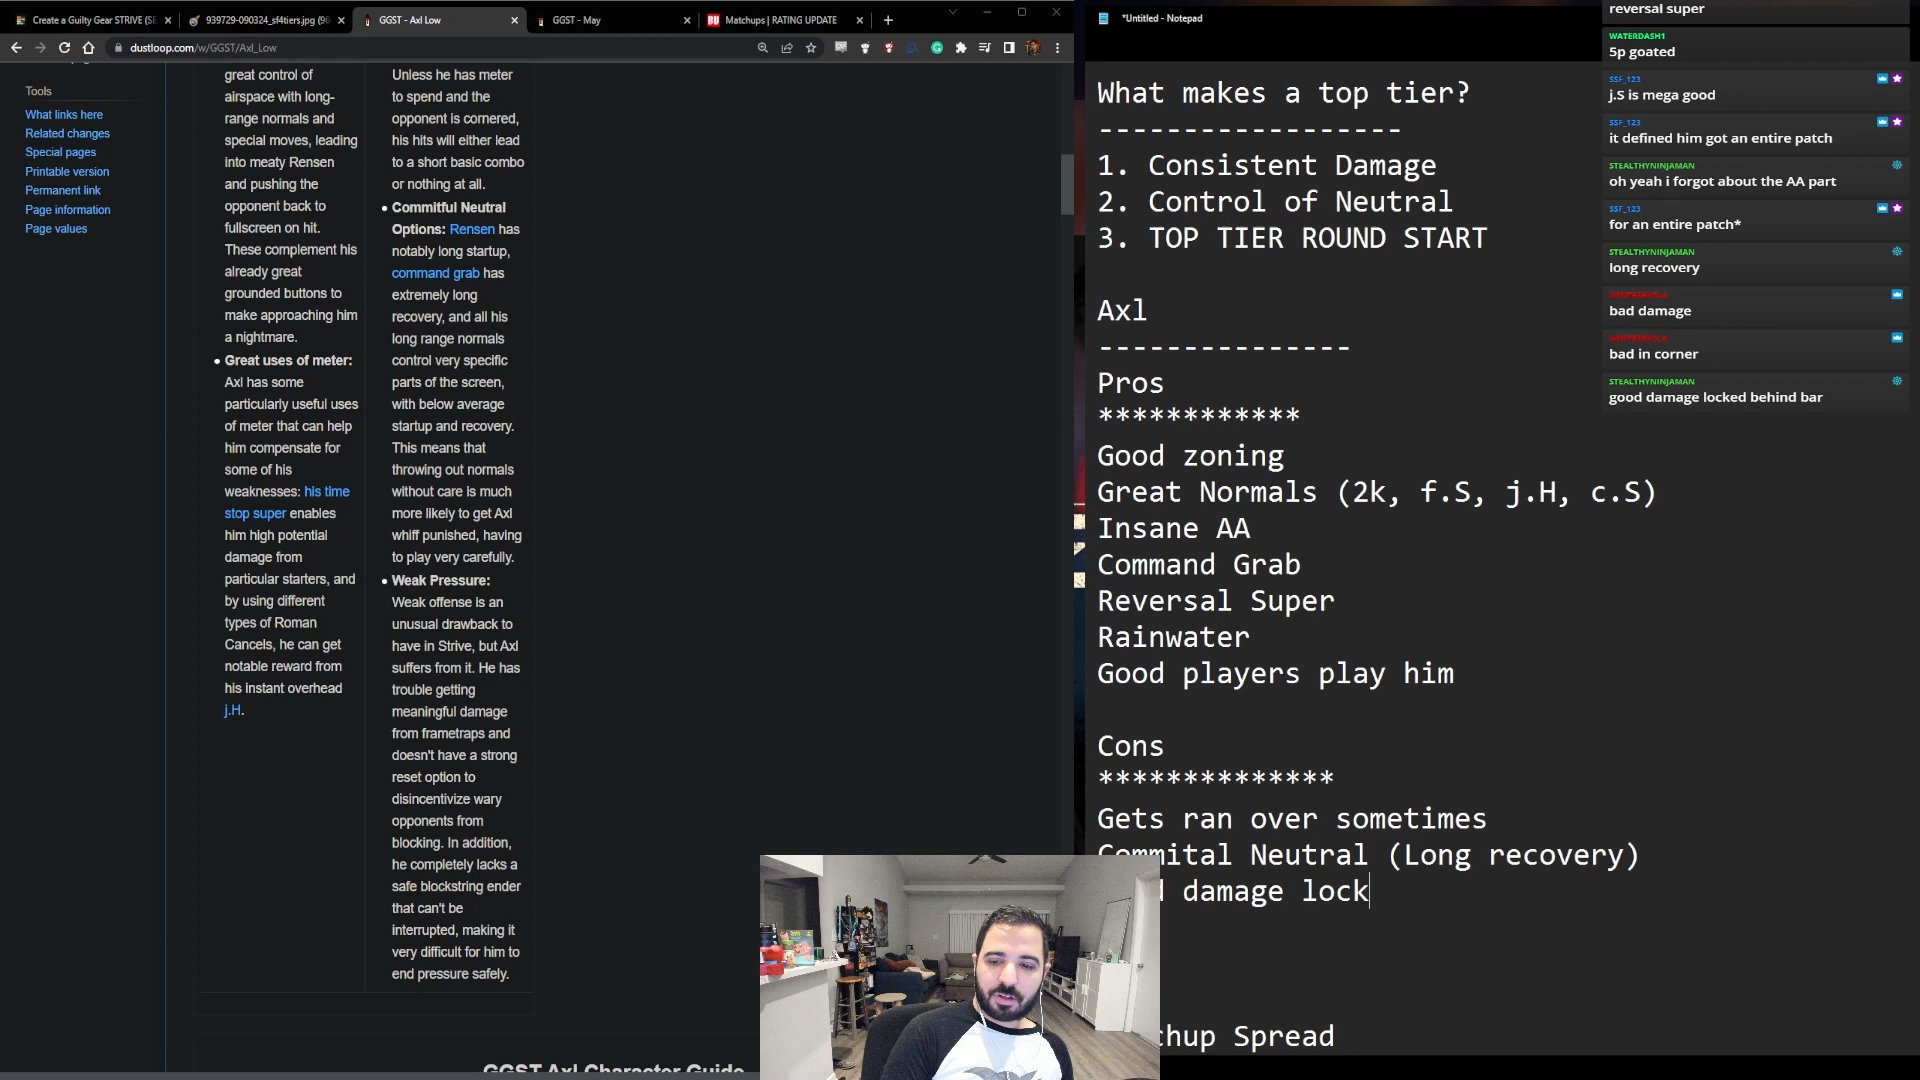 Create a Guilty Gear STRIVE (SE
939729-090324_sf4tiers.jpg (96
GGST - Axl Low
GGST - May
RU
Matchups | RATING UPDATE
dustloop.com/w/GGST/Axl_Low
Tools
What links here
Related changes
Special pages
Printable version
Permanent link
Page information
Page values
great control of
airspace with long-
range normals and
special moves, leading
into meaty Rensen
and pushing the
opponent back to
fullscreen on hit.
These complement his
already great
grounded buttons to
make approaching him
a nightmare.
• Great uses of meter:
Axl has some
particularly useful uses
of meter that can help
him compensate for
some of his
weaknesses: his time
stop super enables
him high potential
damage from
particular starters, and
by using different
types of Roman
Cancels, he can get
notable reward from
his instant overhead
j.H.
Unless he has meter
to spend and the
opponent is cornered,
his hits will either lead
to a short basic combo
or nothing at all.
• Commitful Neutral
Options: Rensen has
notably long startup,
command grab has
extremely long
recovery, and all his
long range normals
control very specific
parts of the screen,
with below average
startup and recovery.
This means that
throwing out normals
without care is much
more likely to get Axl
whiff punished, having
to play very carefully.
• Weak Pressure:
Weak offense is an
unusual drawback to
have in Strive, but Axl
suffers from it. He has
trouble getting
meaningful damage
from frametraps and
doesn't have a strong
reset option to
disincentivize wary
opponents from
blocking. In addition,
he completely lacks a
safe blockstring ender
that can't be
interrupted, making it
very difficult for him to
end pressure safely.
GGST Axl Character Guide
*Untitled - Notepad
What makes a top tier?
------------------
1. Consistent Damage
2. Control of Neutral
3. TOP TIER ROUND START
Axl
---------------
Pros
************
Good zoning
Great Normals (2k, f.S, j.H, c.S)
Insane AA
Command Grab
Reversal Super
Rainwater
Good players play him
Cons
**************
Gets ran over sometimes
Commital Neutral (Long recovery)
d damage lock
chup Spread
reversal super
WATERDASH1
5p goated
SSF_123
j.S is mega good
SSF_123
it defined him got an entire patch
STEALTHYNINJAMAN
oh yeah i forgot about the AA part
SSF_123
for an entire patch*
STEALTHYNINJAMAN
long recovery
bad damage
bad in corner
STEALTHYNINJAMAN
good damage locked behind bar